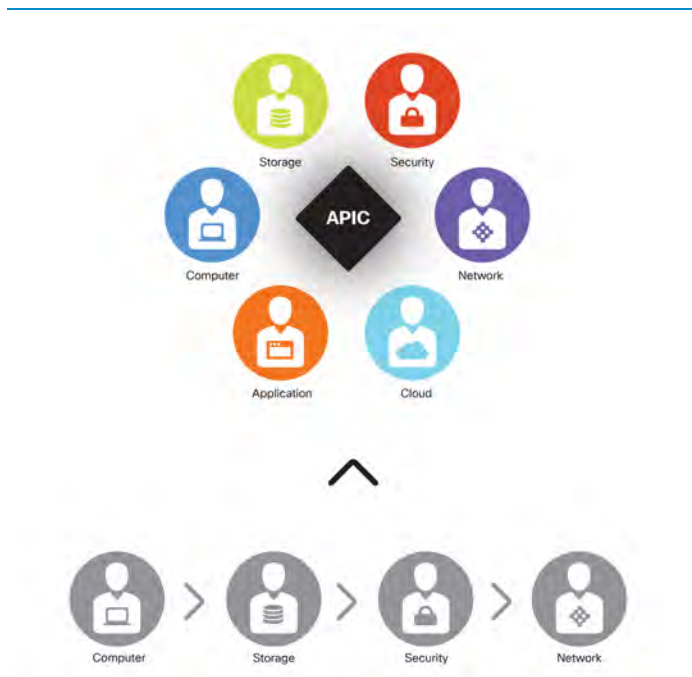 Storage
Security
APIC
Computer
Network
Application
Cloud
Computer
Storage
Security
Network